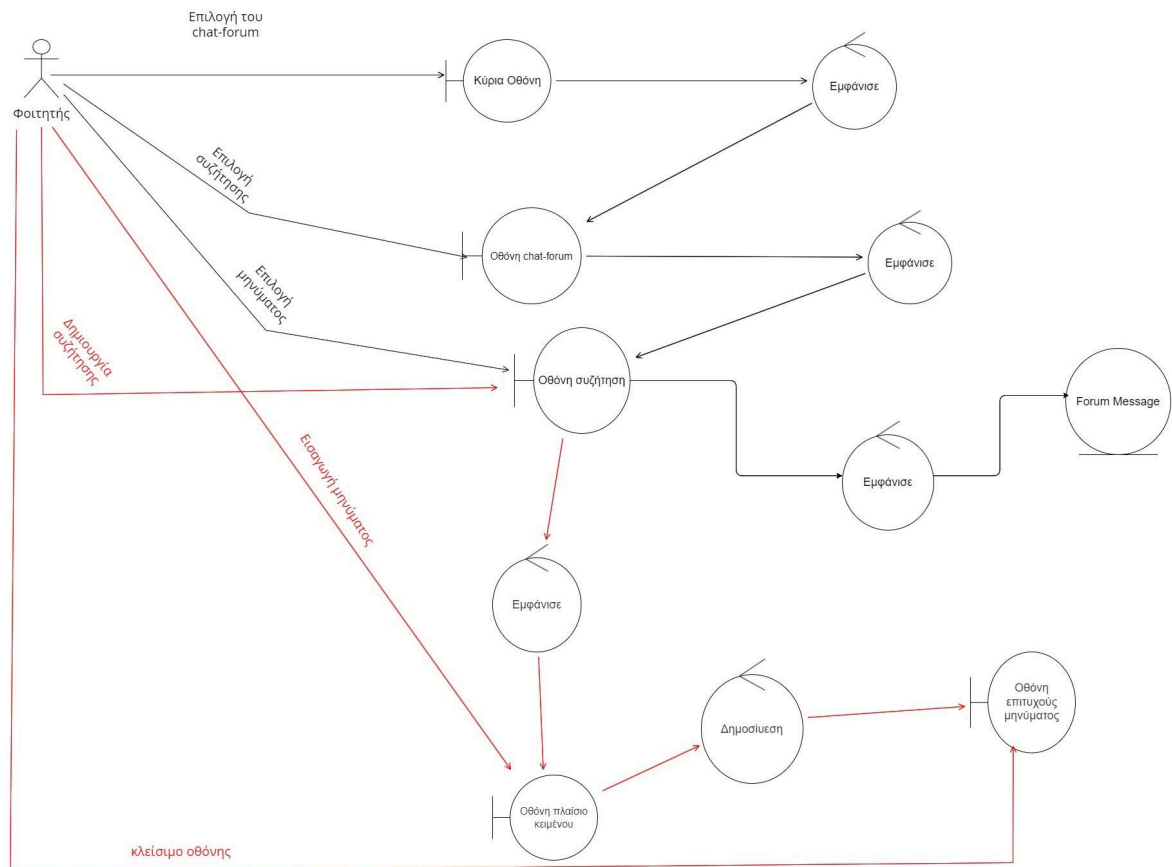 Επιλογή του
chat-forum
Κύρια Οθόνη
Εμφάνισε
Φοιτητής
Επιλογή
συζήτησης
Οθόνη chat-forum
Εμφάνισε
Επιλογή
μηνύματος
Δημιουργία
συζήτησης
Οθόνη συζήτηση
Forum Message
Εισαγωγή μηνύματος
Εμφάνισε
Εμφάνισε
Οθόνη
επιτυχούς
μηνύματος
Δημοσίυεση
Οθόνη πλαίσιο
κειμένου
κλείσιμο οθόνης